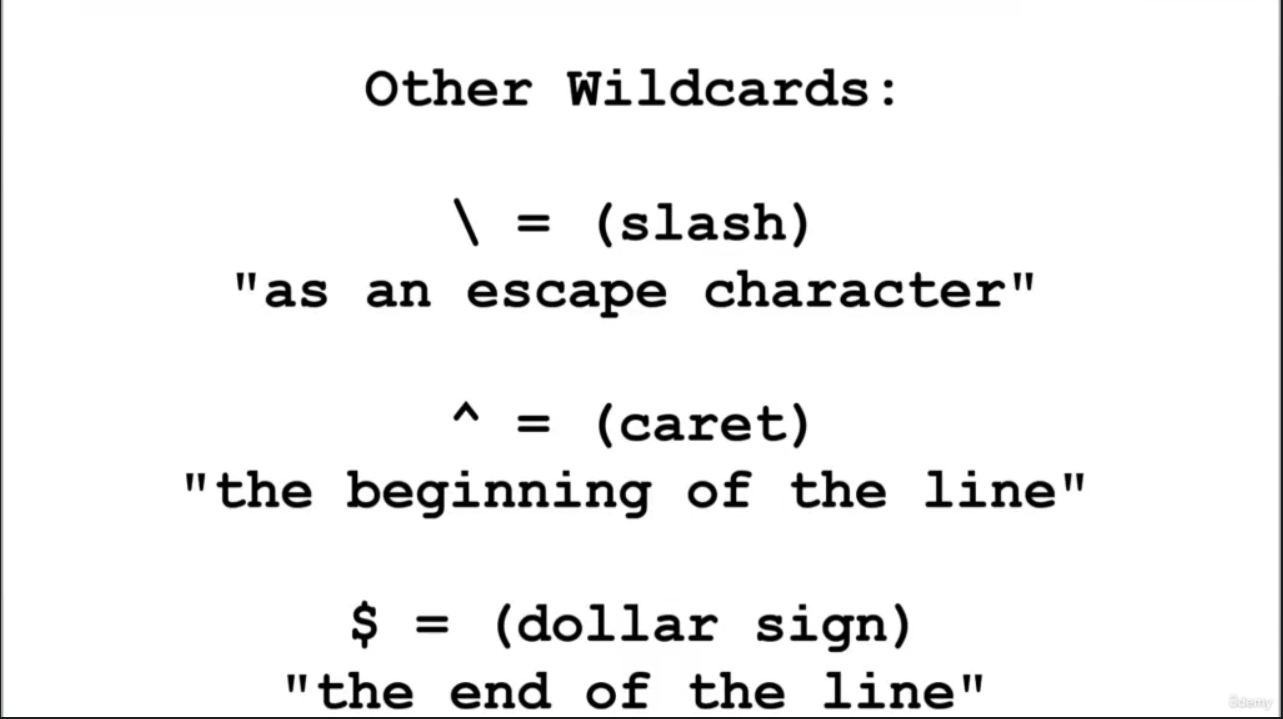 Other Wildcards:
\ = (slash)
"as an escape character"
^ = (caret)
"the beginning of the line"
$ = (dollar sign)
"the end of the line"
ûdemy